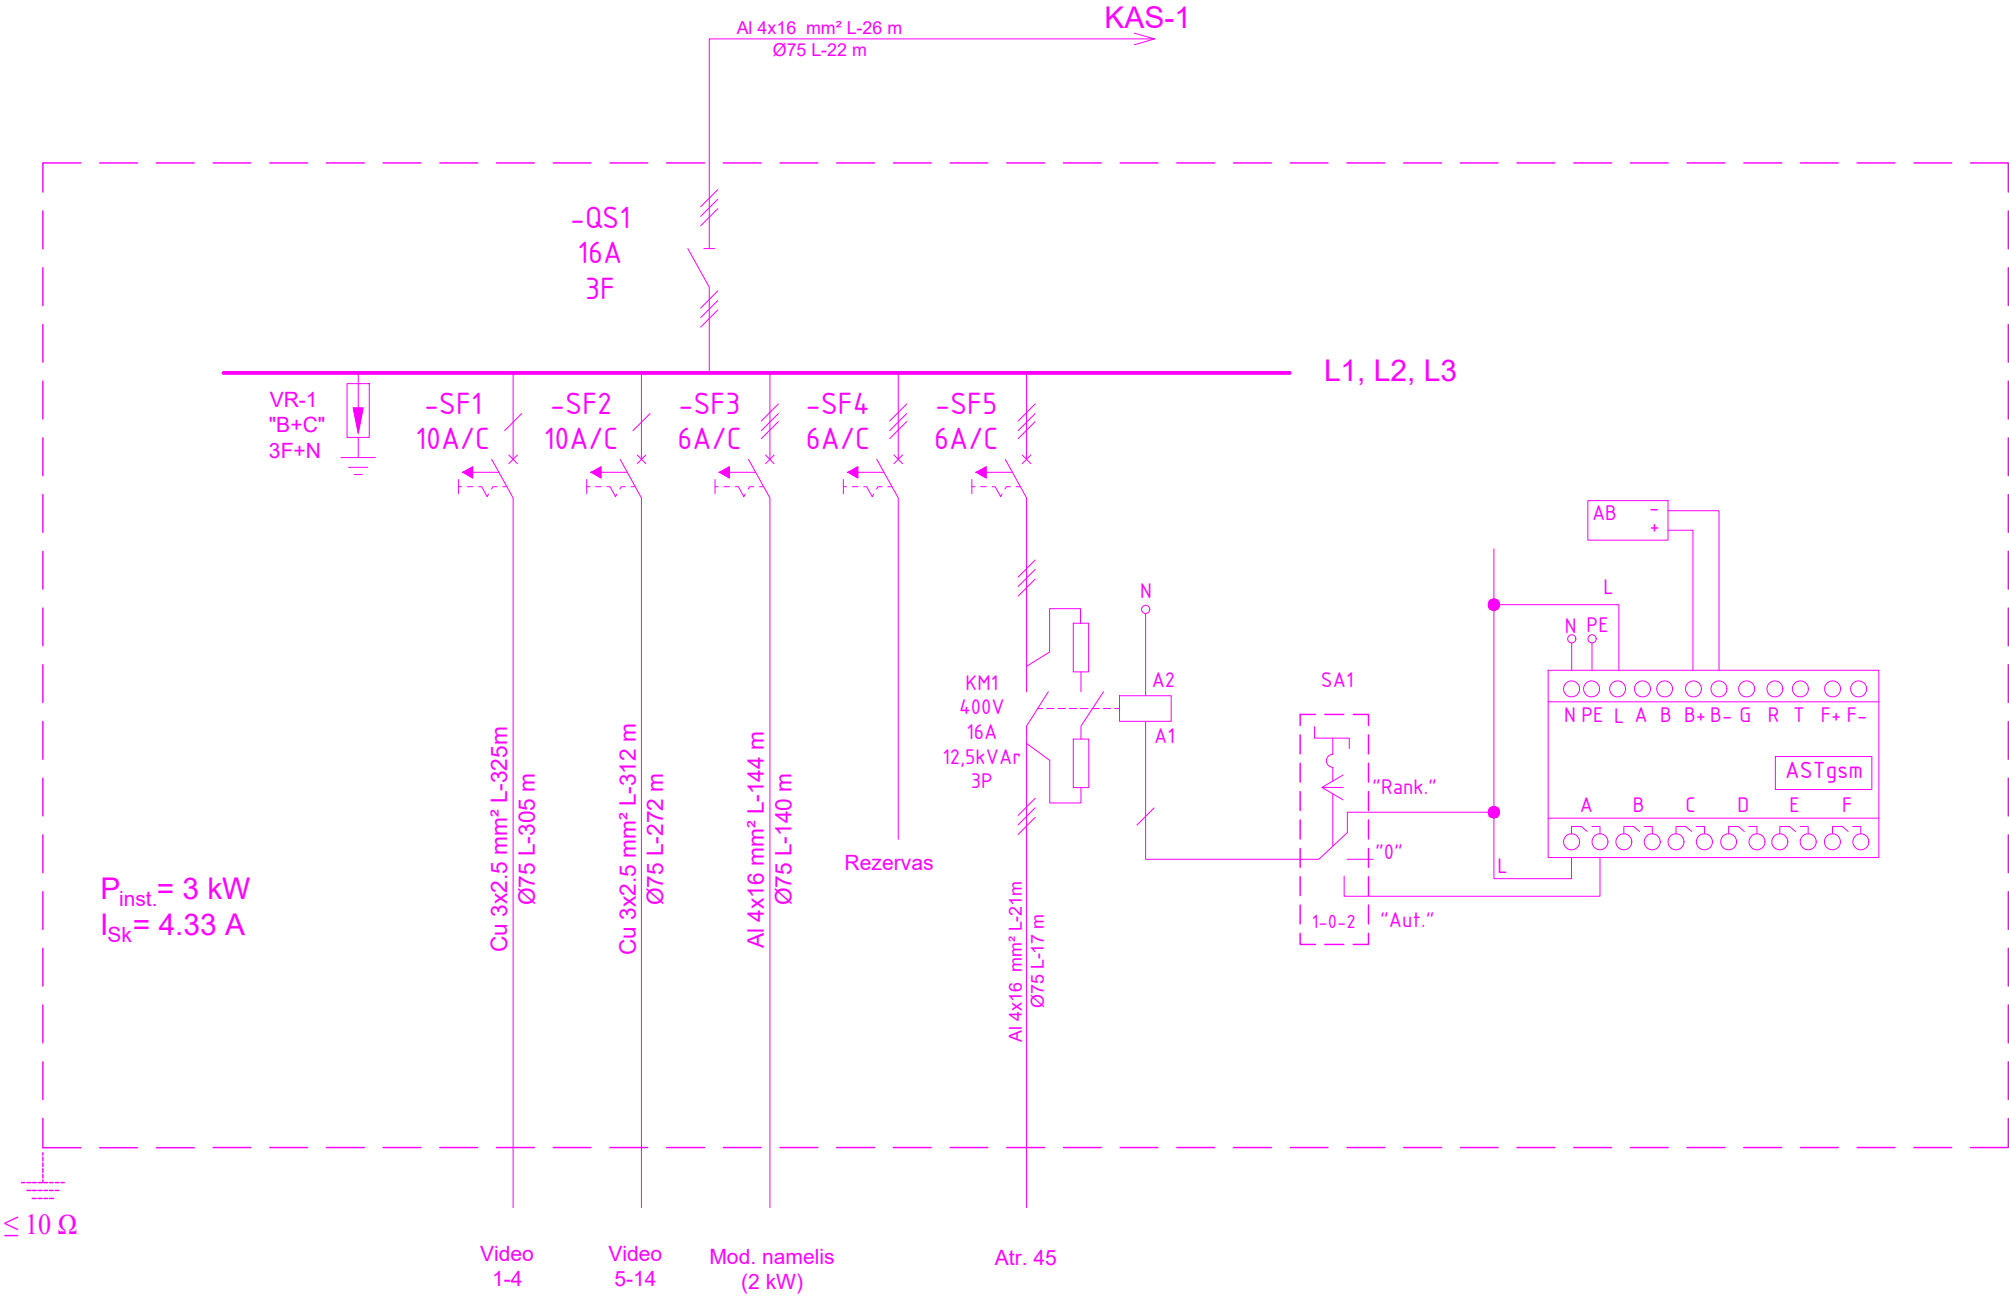 KAS-1
Al 4x16 mm² L-26 m
Ø75 L-22 m
-QS1
16A
3F
L1, L2, L3
VR-1
"B+C"
3F+N
-SF1
10A/C
-SF2
10A/C
-SF3
6A/C
-SF4
6A/C
-SF5
6A/C
AB
-
+
L
N PE
N
A2
A1
KM1
400V
16A
12,5kVAr
3P
SA1
"Rank."
"0"
"Aut."
1-0-2
N PE L A B B+ B- G R T F+ F-
ASTgsm
A B C D E F
L
Cu 3x2.5 mm² L-325m
Ø75 L-305 m
Cu 3x2.5 mm² L-312 m
Ø75 L-272 m
Al 4x16 mm² L-144 m
Ø75 L-140 m
Rezervas
Al 4x16 mm² L-21m
Ø75 L-17 m
Pinst.= 3 kW
ISk= 4.33 A
≤ 10 Ω
Video
1-4
Video
5-14
Mod. namelis
(2 kW)
Atr. 45